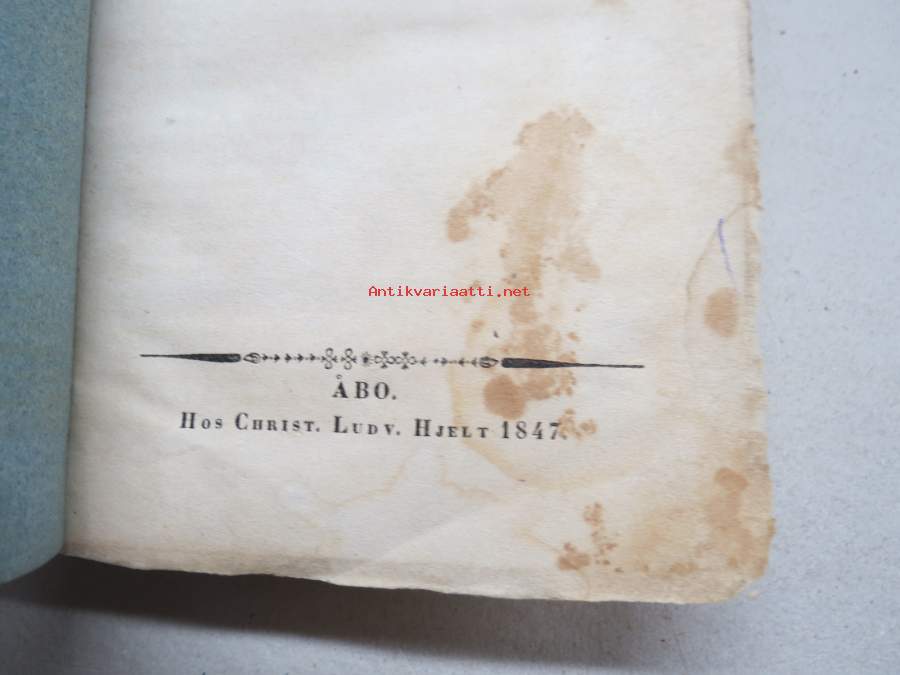 Antikvariaatti.net
ÅBO.
HOS CHRIST. LUDV. HJELT 1847.